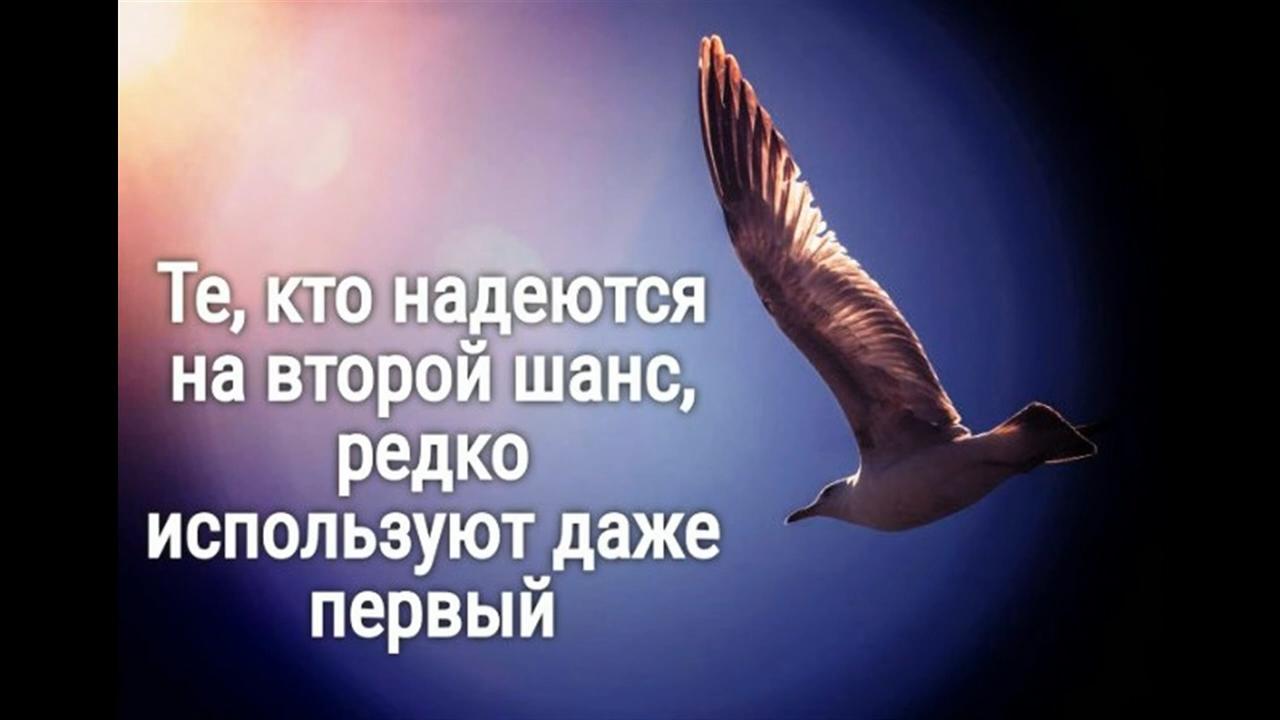 Те, кто надеются
на второй шанс,
редко
используют даже
первый